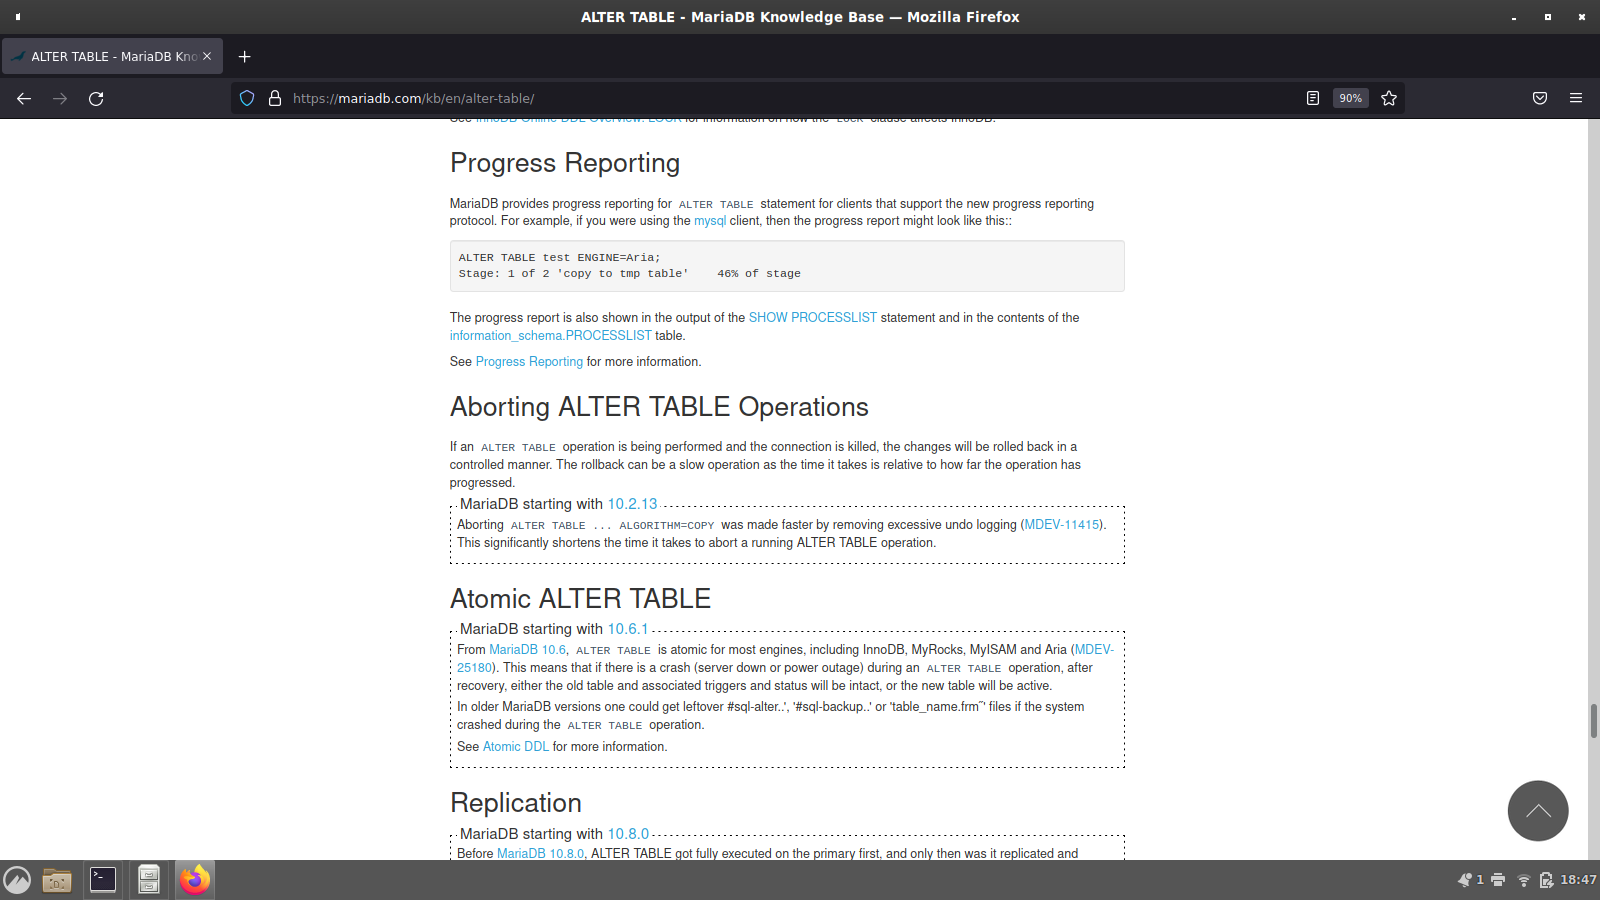 ALTER TABLE - MariaDB Knowledge Base — Mozilla Firefox
ALTER TABLE - MariaDB Kno
https://mariadb.com/kb/en/alter-table/
90%
See InnoDB Online DDL Overview: LOCK for information on how the LOCK clause affects InnoDB.
Progress Reporting
MariaDB provides progress reporting for ALTER TABLE statement for clients that support the new progress reporting
protocol. For example, if you were using the mysql client, then the progress report might look like this::
ALTER TABLE test ENGINE=Aria;
Stage: 1 of 2 'copy to tmp table'    46% of stage
The progress report is also shown in the output of the SHOW PROCESSLIST statement and in the contents of the
information_schema.PROCESSLIST table.
See Progress Reporting for more information.
Aborting ALTER TABLE Operations
If an ALTER TABLE operation is being performed and the connection is killed, the changes will be rolled back in a
controlled manner. The rollback can be a slow operation as the time it takes is relative to how far the operation has
progressed.
MariaDB starting with 10.2.13
Aborting ALTER TABLE ... ALGORITHM=COPY was made faster by removing excessive undo logging (MDEV-11415).
This significantly shortens the time it takes to abort a running ALTER TABLE operation.
Atomic ALTER TABLE
MariaDB starting with 10.6.1
From MariaDB 10.6, ALTER TABLE is atomic for most engines, including InnoDB, MyRocks, MyISAM and Aria (MDEV-
25180). This means that if there is a crash (server down or power outage) during an ALTER TABLE operation, after
recovery, either the old table and associated triggers and status will be intact, or the new table will be active.
In older MariaDB versions one could get leftover #sql-alter..', '#sql-backup..' or 'table_name.frm˝' files if the system
crashed during the ALTER TABLE operation.
See Atomic DDL for more information.
Replication
MariaDB starting with 10.8.0
Before MariaDB 10.8.0, ALTER TABLE got fully executed on the primary first, and only then was it replicated and
1
18:47